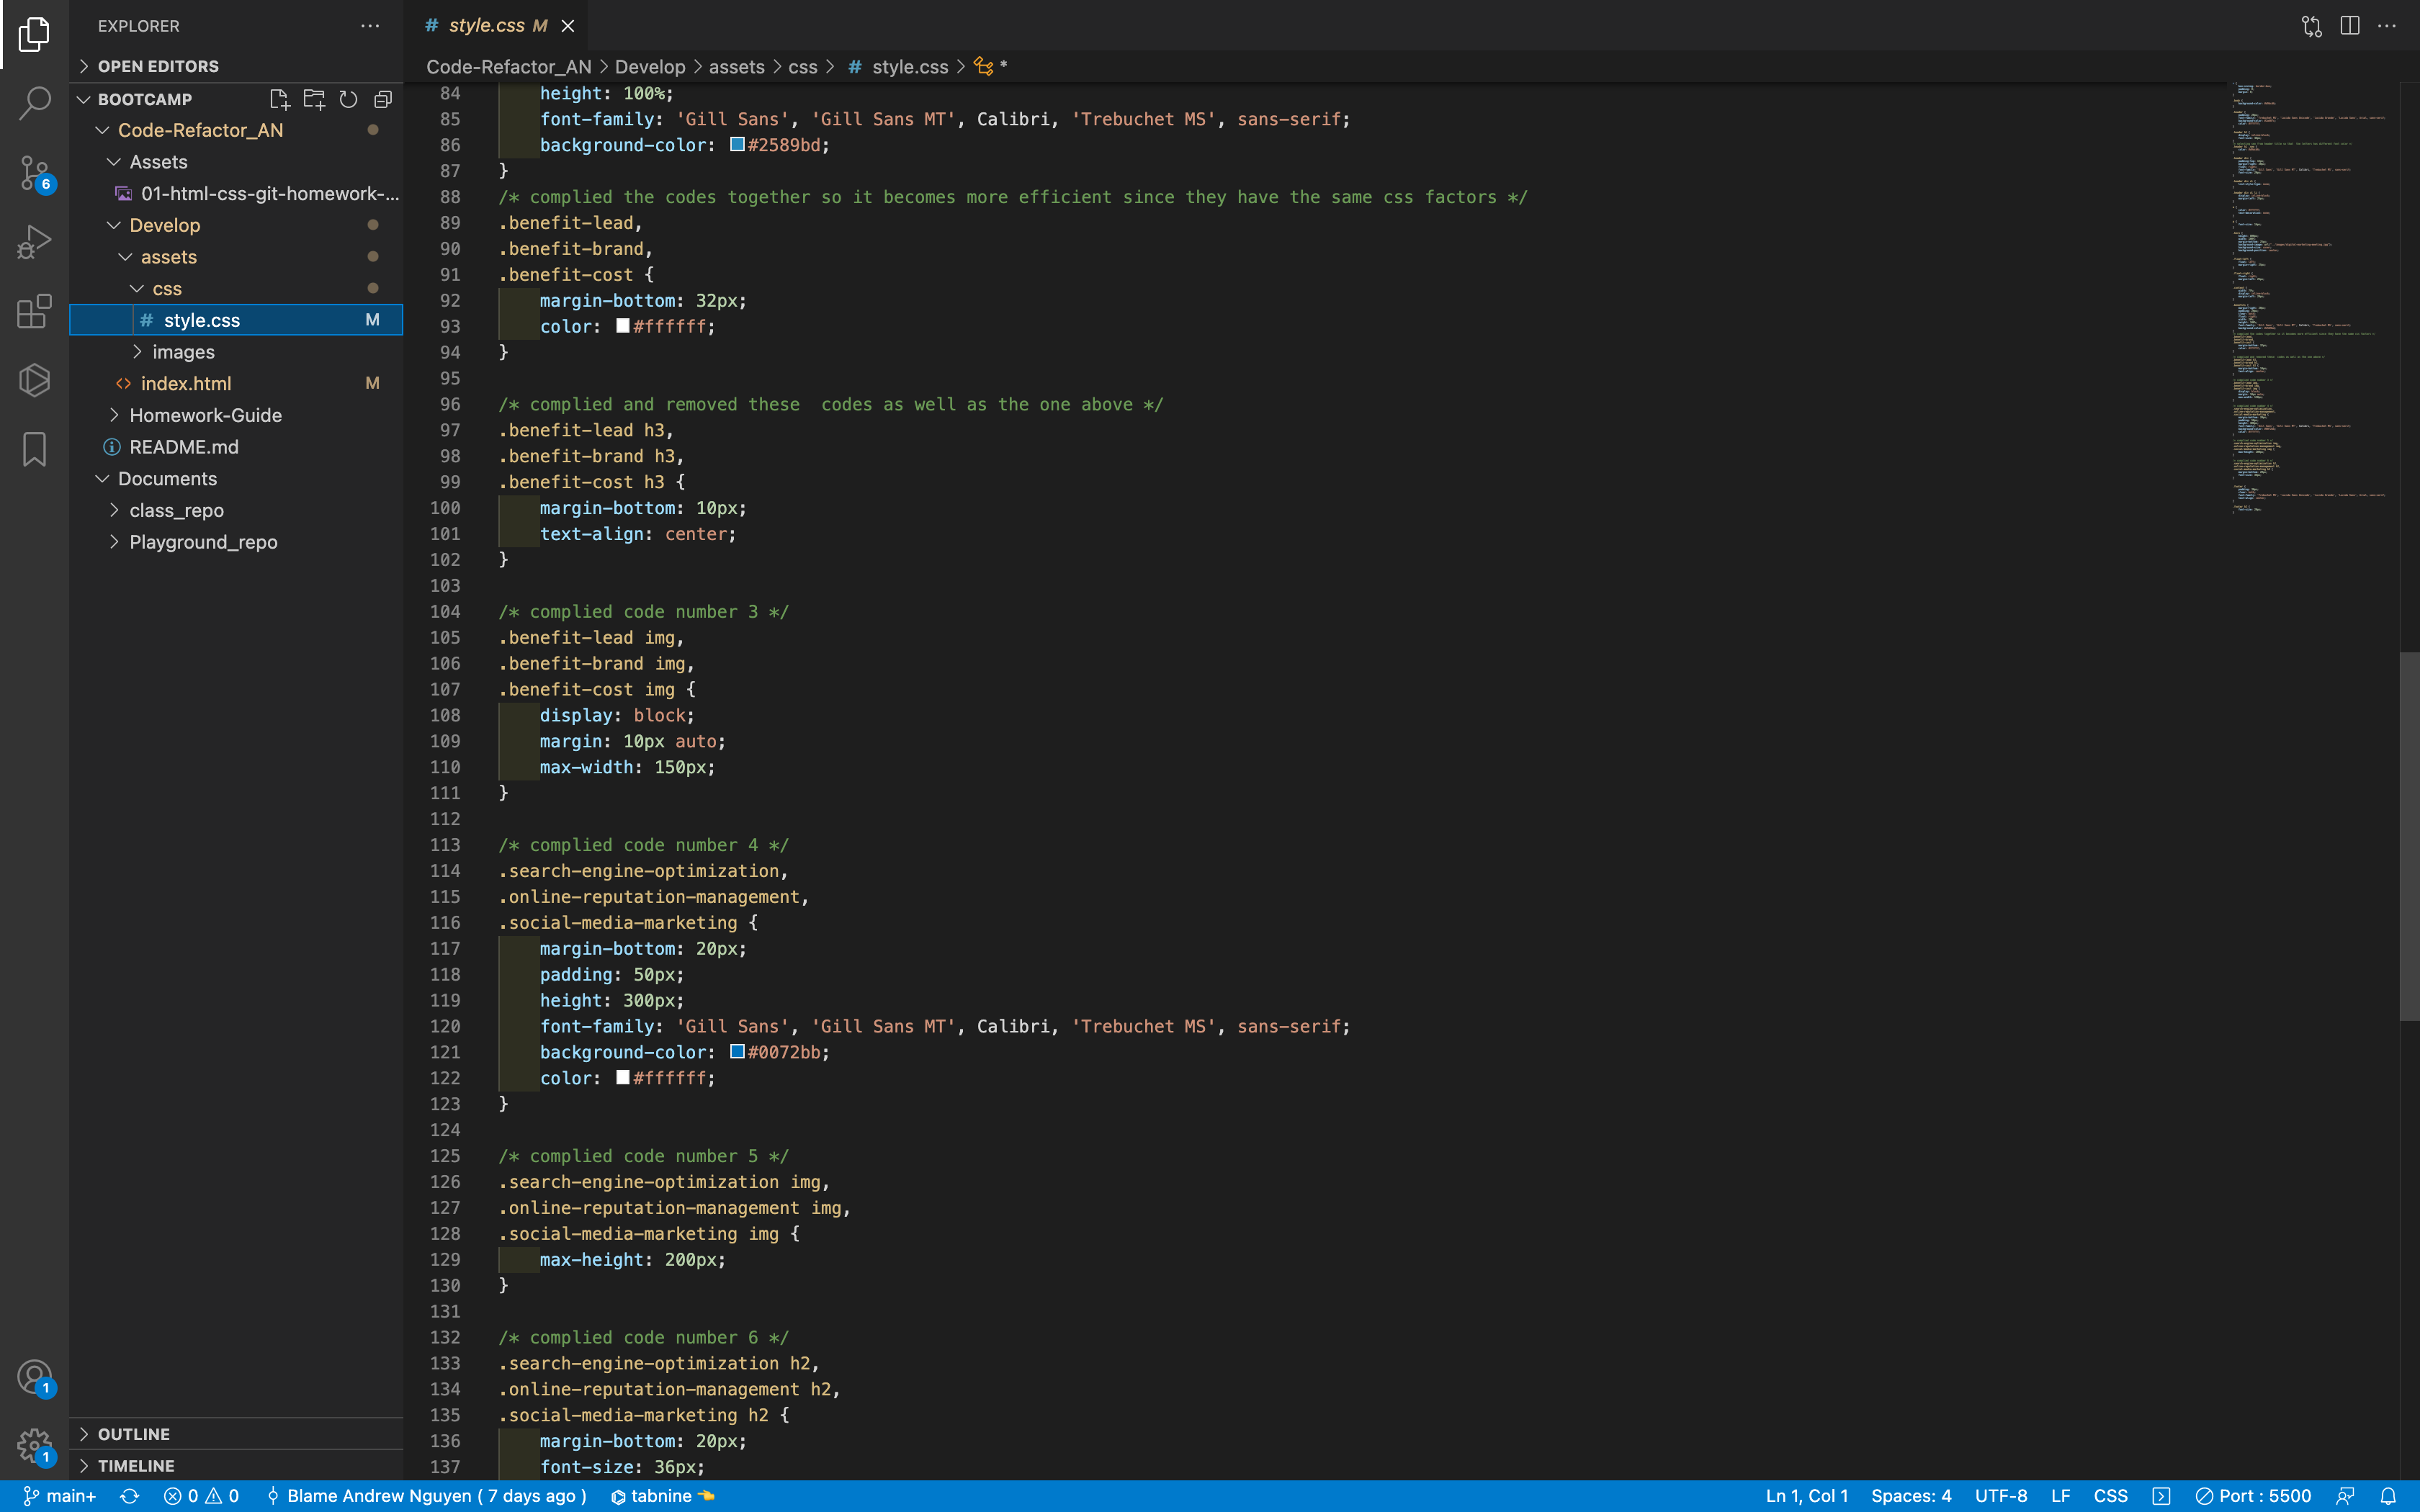 EXPLORER
OPEN EDITORS
BOOTCAMP
Code-Refactor_AN
Assets
01-html-css-git-homework-...
Develop
assets
css
# style.css M
images
<> index.html M
Homework-Guide
README.md
Documents
class_repo
Playground_repo
OUTLINE
TIMELINE
6
1
1
# style.css M
Code-Refactor_AN > Develop > assets > css > # style.css > *
84 height: 100%;
85 font-family: 'Gill Sans', 'Gill Sans MT', Calibri, 'Trebuchet MS', sans-serif;
86 background-color: #2589bd;
87 }
88 /* complied the codes together so it becomes more efficient since they have the same css factors */
89 .benefit-lead,
90 .benefit-brand,
91 .benefit-cost {
92 margin-bottom: 32px;
93 color: #ffffff;
94 }
95
96 /* complied and removed these  codes as well as the one above */
97 .benefit-lead h3,
98 .benefit-brand h3,
99 .benefit-cost h3 {
100 margin-bottom: 10px;
101 text-align: center;
102 }
103
104 /* complied code number 3 */
105 .benefit-lead img,
106 .benefit-brand img,
107 .benefit-cost img {
108 display: block;
109 margin: 10px auto;
110 max-width: 150px;
111 }
112
113 /* complied code number 4 */
114 .search-engine-optimization,
115 .online-reputation-management,
116 .social-media-marketing {
117 margin-bottom: 20px;
118 padding: 50px;
119 height: 300px;
120 font-family: 'Gill Sans', 'Gill Sans MT', Calibri, 'Trebuchet MS', sans-serif;
121 background-color: #0072bb;
122 color: #ffffff;
123 }
124
125 /* complied code number 5 */
126 .search-engine-optimization img,
127 .online-reputation-management img,
128 .social-media-marketing img {
129 max-height: 200px;
130 }
131
132 /* complied code number 6 */
133 .search-engine-optimization h2,
134 .online-reputation-management h2,
135 .social-media-marketing h2 {
136 margin-bottom: 20px;
137 font-size: 36px;
main+ 0 0 Blame Andrew Nguyen ( 7 days ago ) tabnine Ln 1, Col 1 Spaces: 4 UTF-8 LF CSS Port : 5500